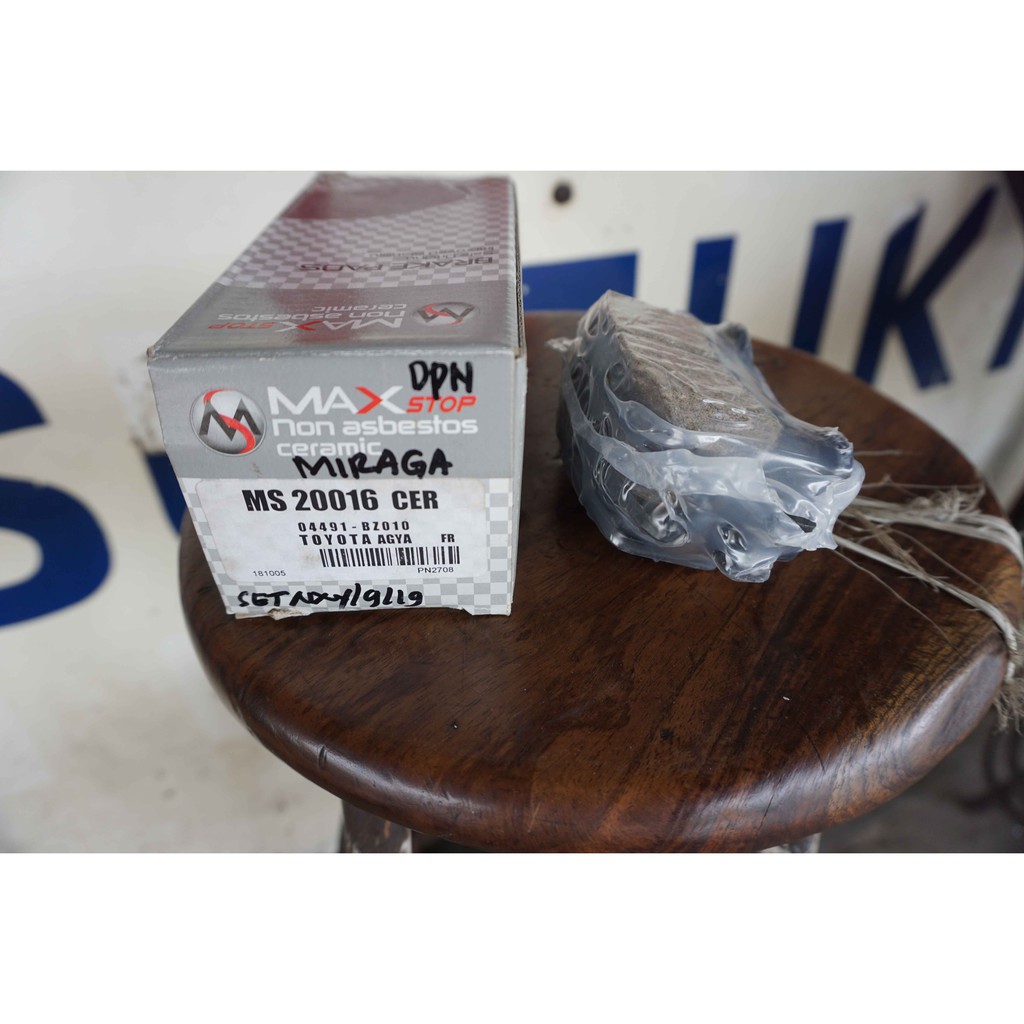 BRAKE PADS
MAX STOP
non asbestos
ceramic
DPN
MAX STOP
non asbestos
ceramic
MIRAGA
MS 20016 CER
04491-BZ010
TOYOTA AGYA FR
181005 PN2708